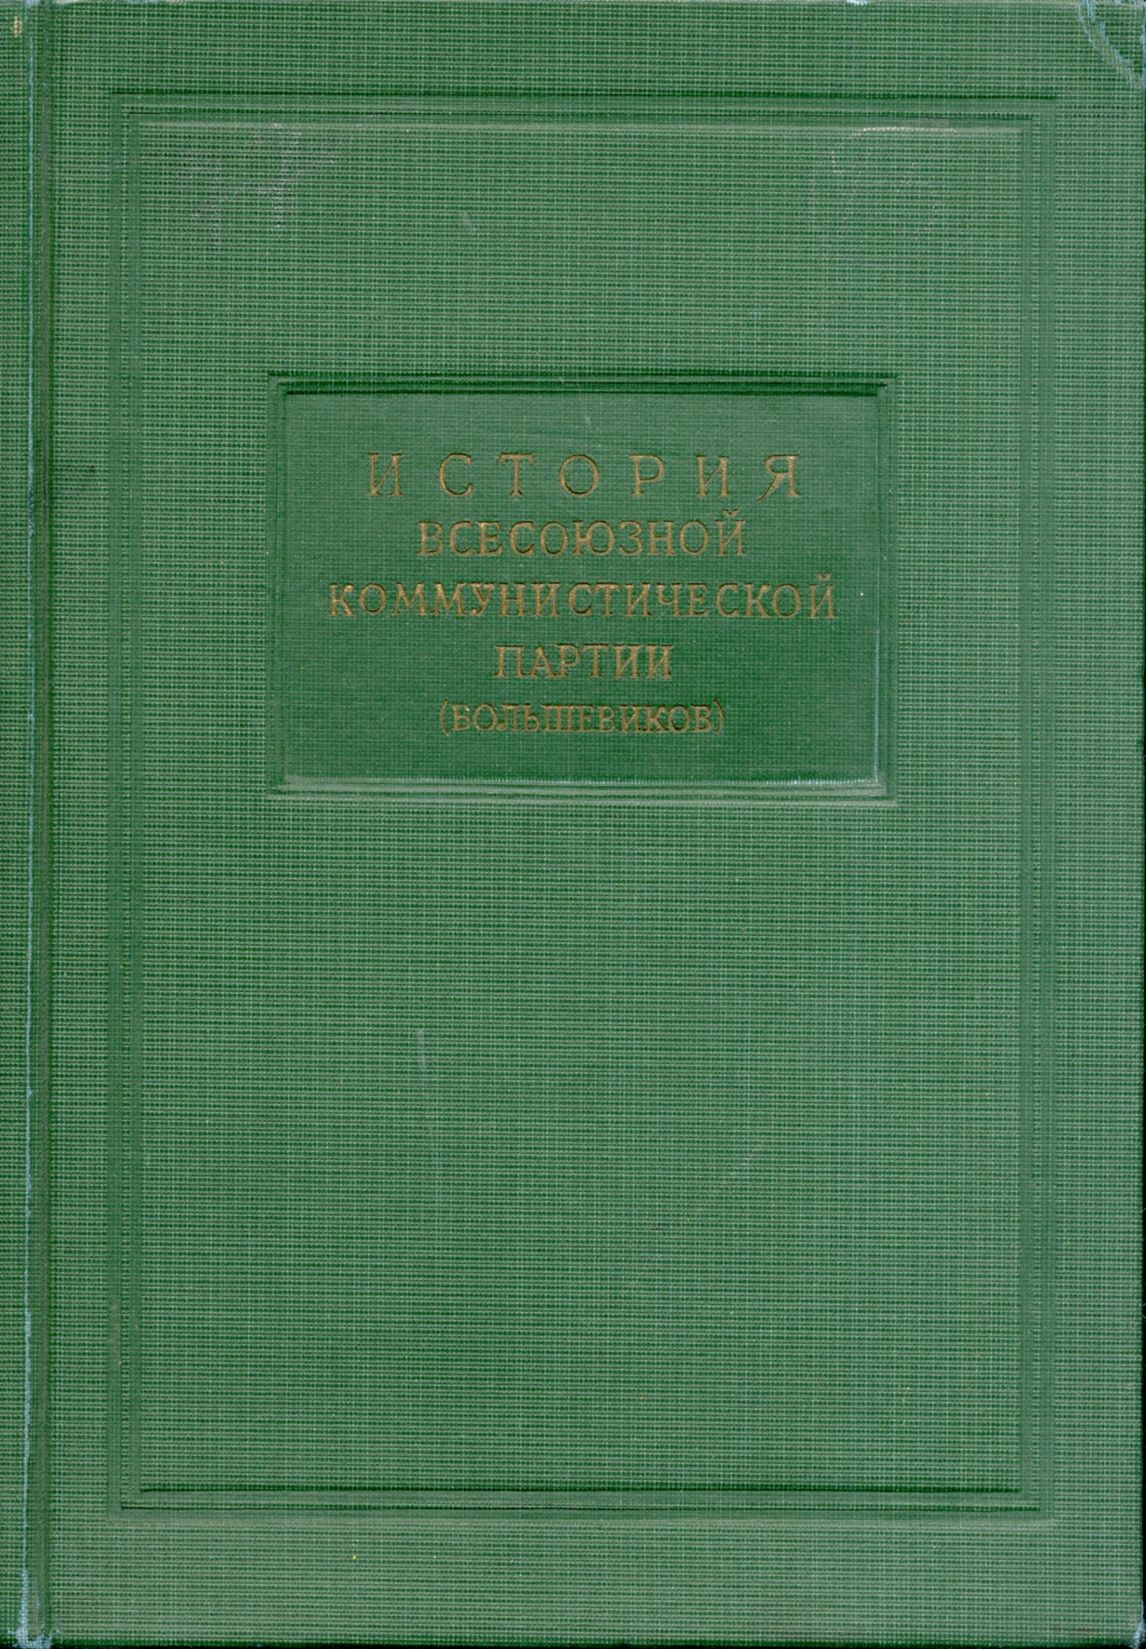 ИСТОРИЯ
ВСЕСОЮЗНОЙ
КОММУНИСТИЧЕСКОЙ
ПАРТИИ
(БОЛЬШЕВИКОВ)